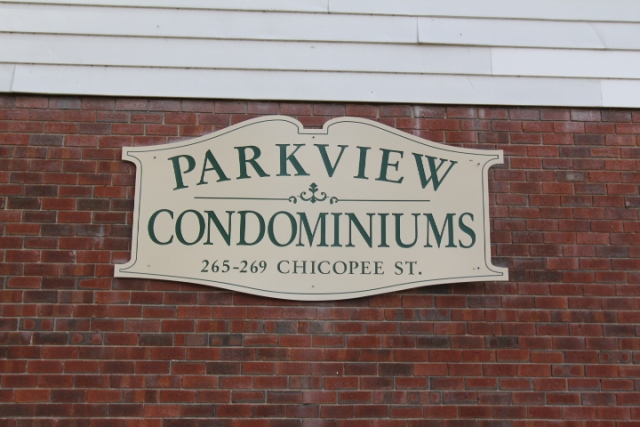 PARKVIEW
CONDOMINIUMS
265-269 CHICOPEE ST.